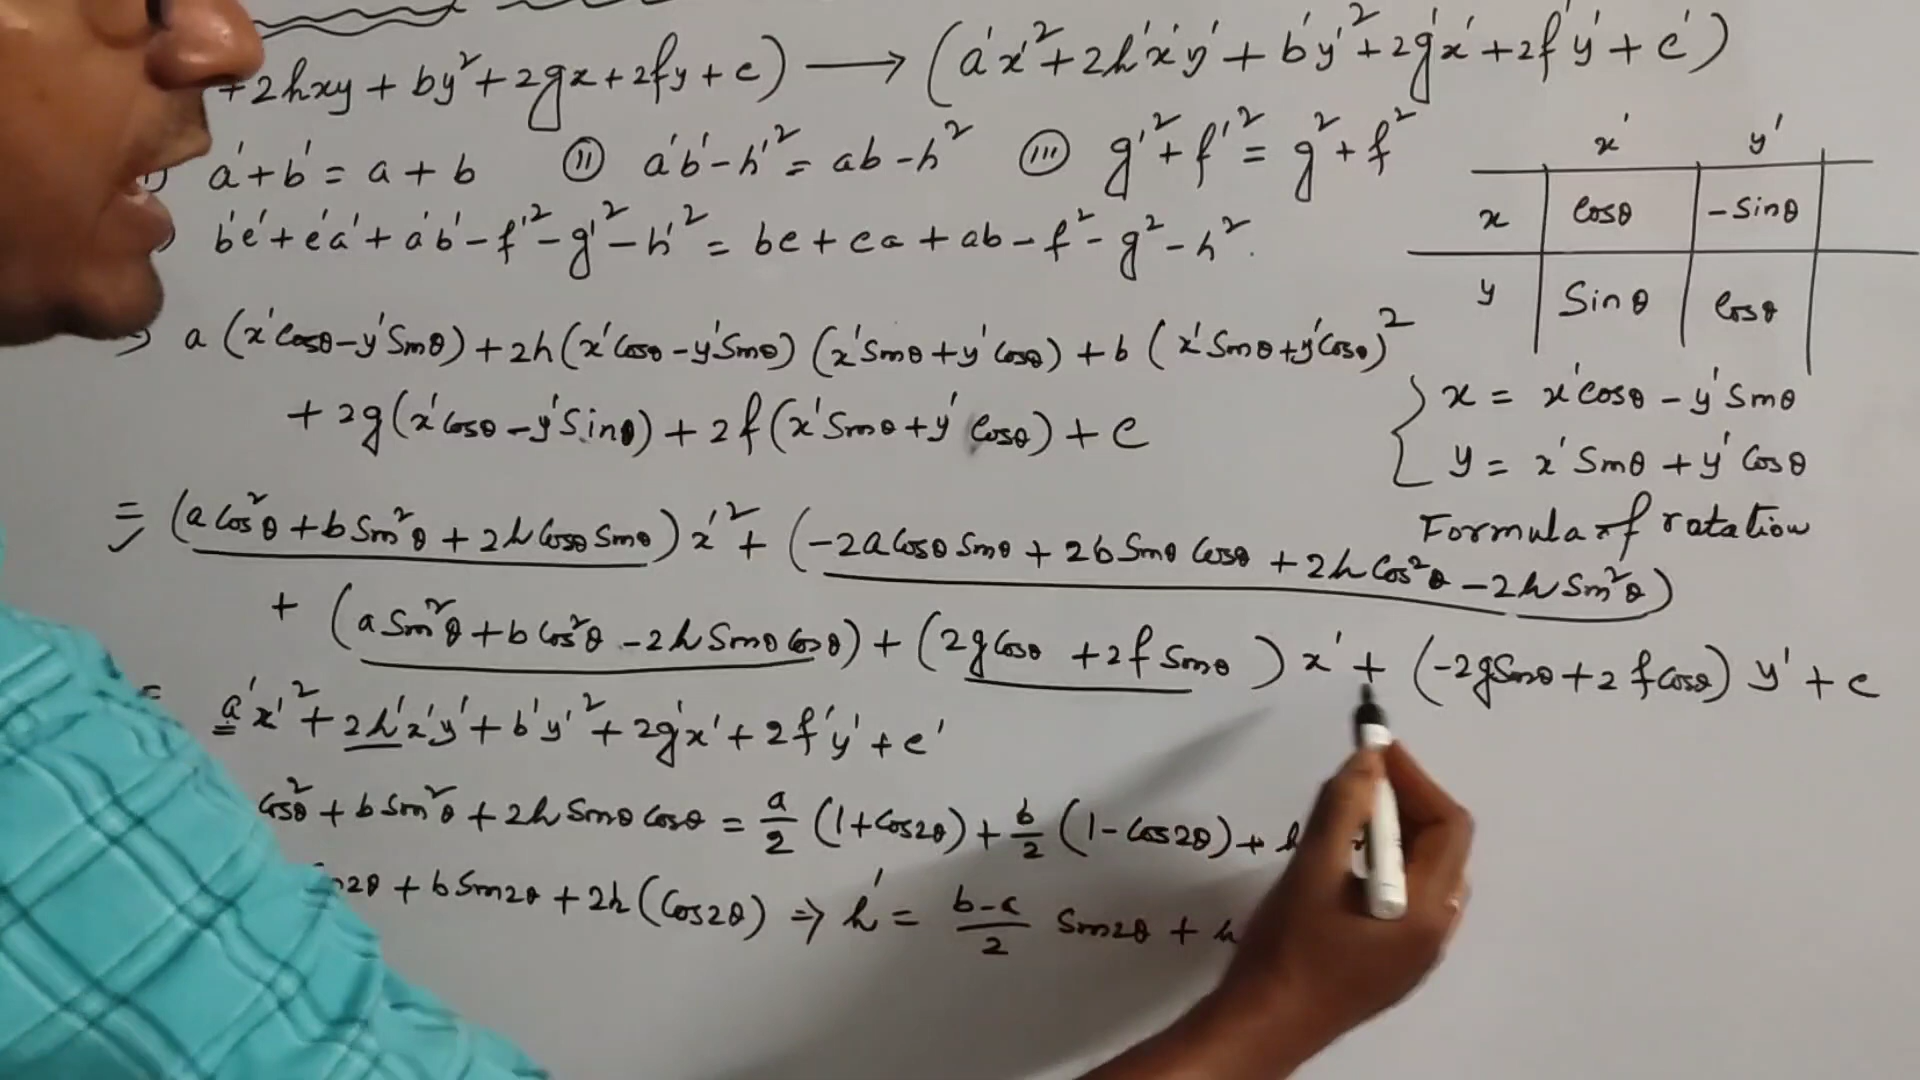 +2hxy + by² + 2gx + 2fy + c) ⟶ (a'x'² + 2h'x'y' + b'y'² + 2g'x' + 2f'y' + c')
a' + b' = a + b (II) a'b' - h'² = ab - h² (III) g'² + f'² = g² + f²
b'c' + c'a' + a'b' - f'² - g'² - h'² = bc + ca + ab - f² - g² - h².
x' y'
x Cosθ -Sinθ
y Sinθ Cosθ
⇒ a (x'Cosθ - y'Sinθ) + 2h (x'Cosθ - y'Sinθ) (x'Sinθ + y'Cosθ) + b (x'Sinθ + y'Cosθ)²
+ 2g (x'Cosθ - y'Sinθ) + 2f (x'Sinθ + y'Cosθ) + c
x = x'Cosθ - y'Sinθ
y = x'Sinθ + y'Cosθ
Formula of rotation
= (aCos²θ + bSin²θ + 2hCosθSinθ) x'² + (-2aCosθSinθ + 2bSinθCosθ + 2hCos²θ - 2hSin²θ)
+ (aSin²θ + bCos²θ - 2hSinθCosθ) + (2gCosθ + 2fSinθ) x' + (-2gSinθ + 2fCosθ) y' + c
= a'x'² + 2h'x'y' + b'y'² + 2g'x' + 2f'y' + c'
Cos²θ + bSin²θ + 2hSinθCosθ = a/2 (1+Cos2θ) + b/2 (1-Cos2θ) + h
2θ + bSin2θ + 2h(Cos2θ) ⇒ h' = b-c/2 Sin2θ + h